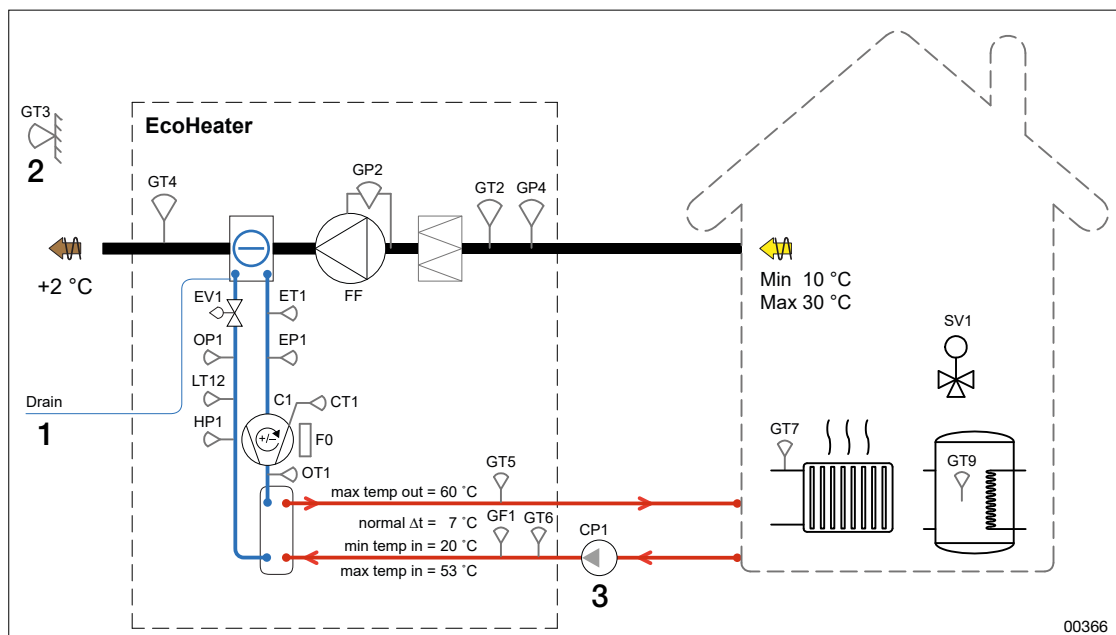 GT3
2
EcoHeater
GT4
GP2
GT2
GP4
+2 °C
FF
Min 10 °C
Max 30 °C
EV1
ET1
SV1
OP1
EP1
LT12
Drain
1
C1
CT1
HP1
+/–
F0
OT1
GT7
GT9
GT5
max temp out = 60 °C
normal Δt = 7 °C
GF1
GT6
min temp in = 20 °C
CP1
max temp in = 53 °C
3
00366